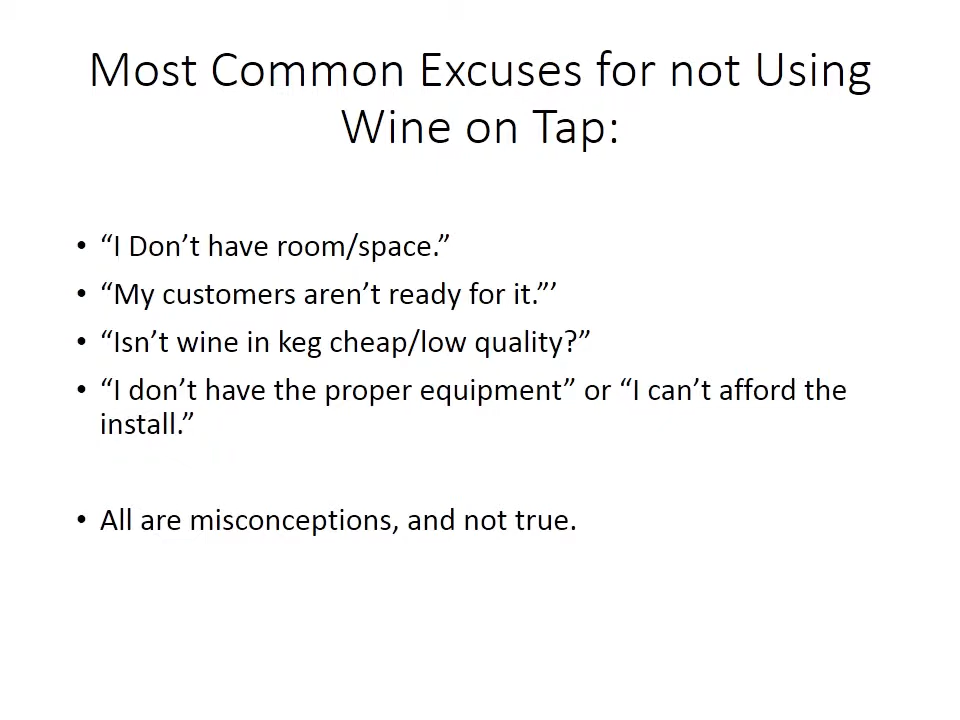 Most Common Excuses for not Using
Wine on Tap:
• “I Don’t have room/space.”
• “My customers aren’t ready for it.”’
• “Isn’t wine in keg cheap/low quality?”
• “I don’t have the proper equipment” or “I can’t afford the
install.”
• All are misconceptions, and not true.